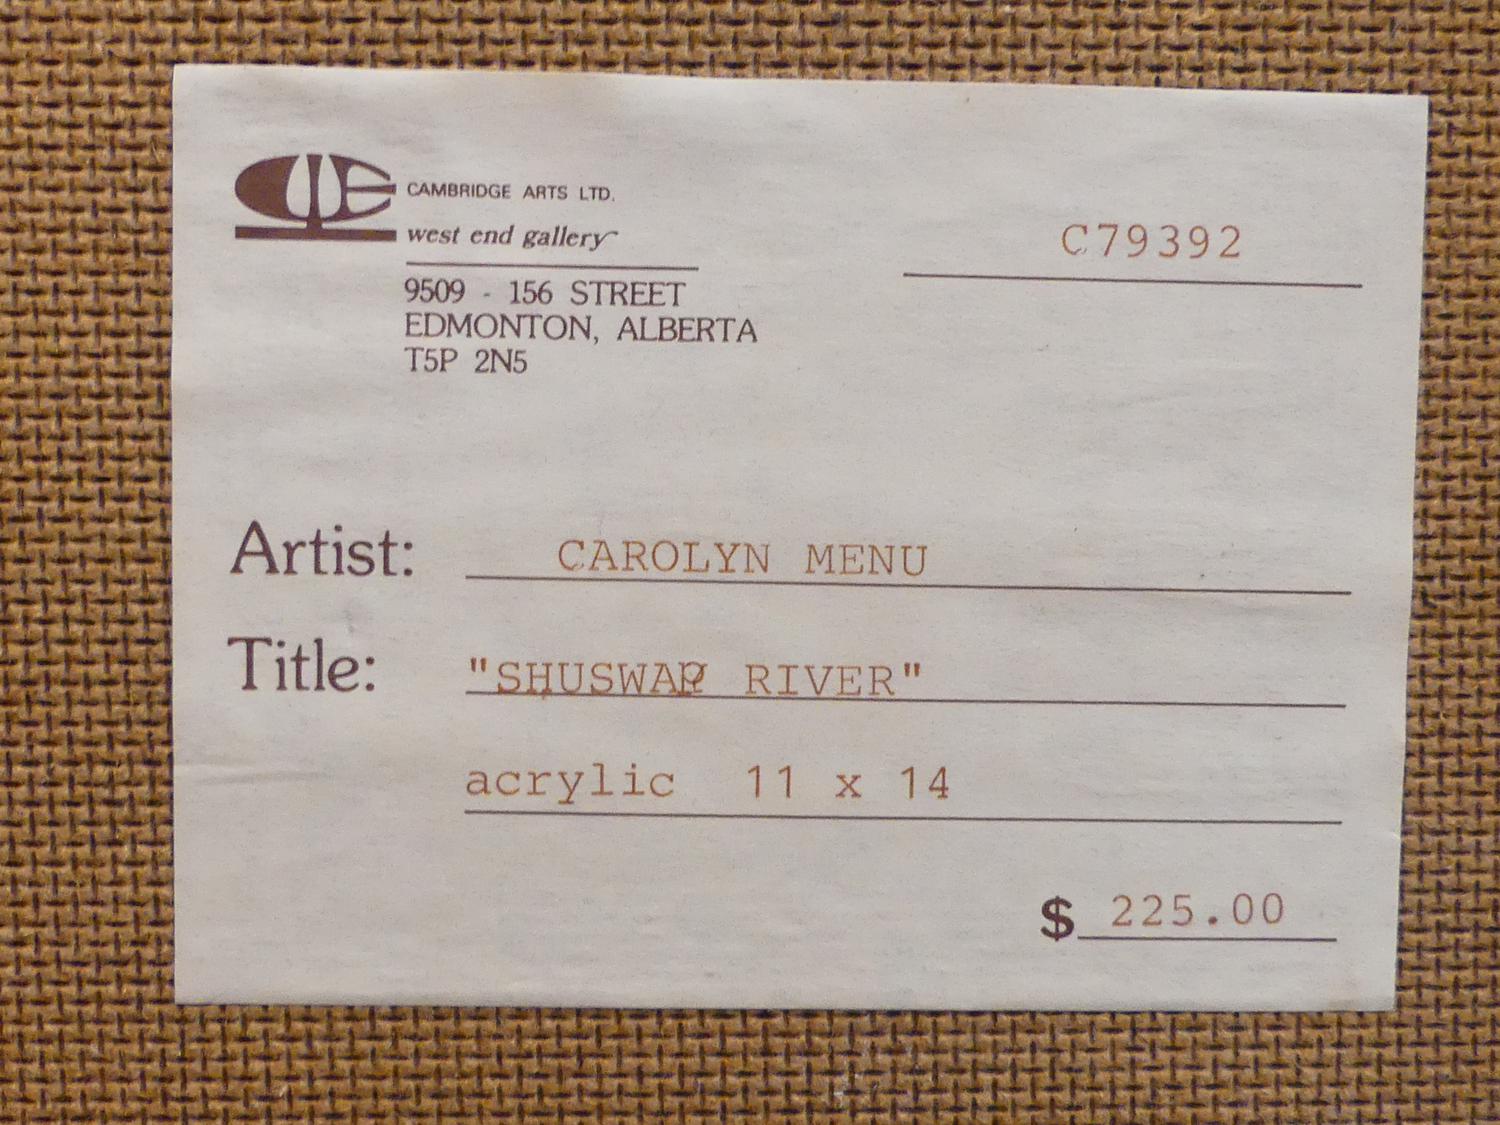 CAMBRIDGE ARTS LTD.
west end gallery
9509 - 156 STREET
EDMONTON, ALBERTA
T5P 2N5
C79392
Artist: CAROLYN MENU
Title: "SHUSWAP RIVER"
acrylic 11 x 14
$ 225.00